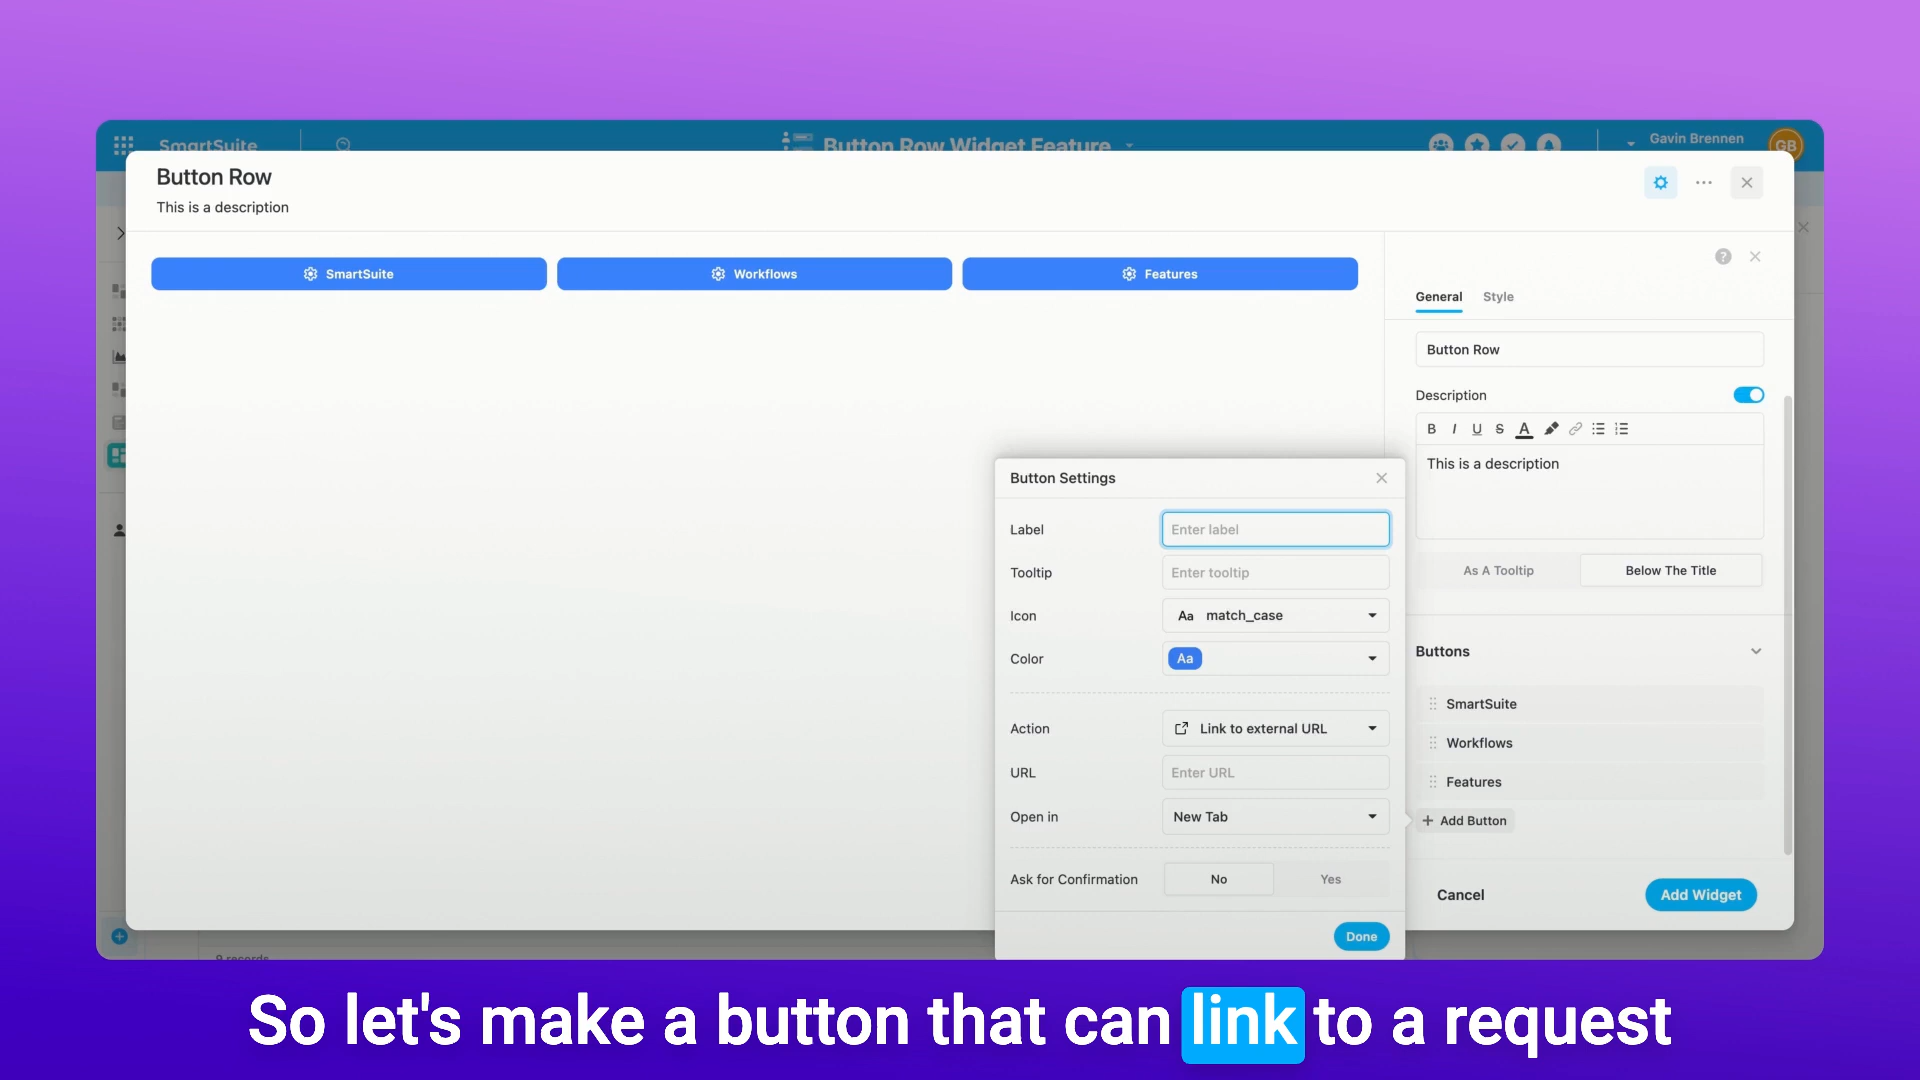 SmartSuite
Button Row Widget Feature
Gavin Brennen
GB
Button Row
This is a description
SmartSuite
Workflows
Features
General
Style
Button Row
Description
B I U S A
This is a description
As A Tooltip
Below The Title
Buttons
SmartSuite
Workflows
Features
+ Add Button
Cancel
Add Widget
Button Settings
Label
Enter label
Tooltip
Enter tooltip
Icon
Aa match_case
Color
Aa
Action
Link to external URL
URL
Enter URL
Open in
New Tab
Ask for Confirmation
No
Yes
Done
9 records
So let's make a button that can link to a request